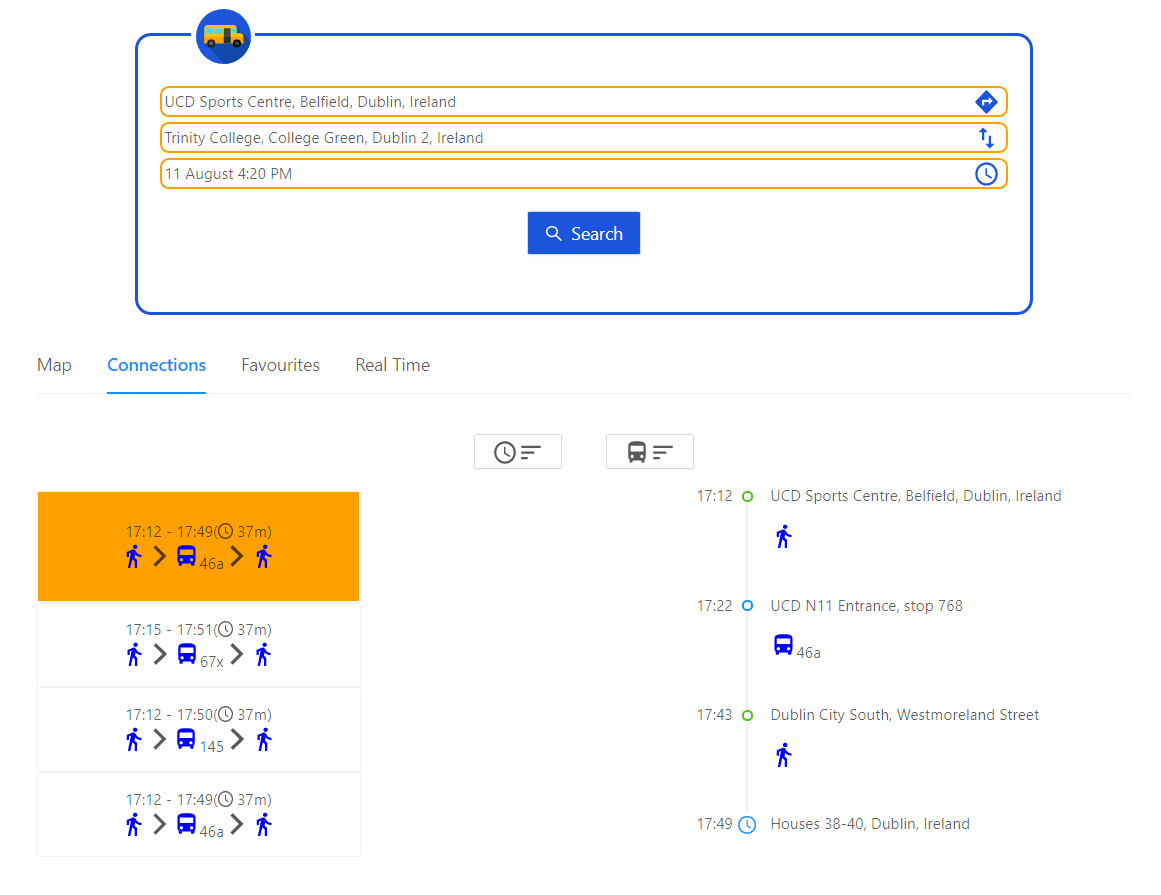 UCD Sports Centre, Belfield, Dublin, Ireland
Trinity College, College Green, Dublin 2, Ireland
11 August 4:20 PM
Search
Map Connections Favourites Real Time
17:12 - 17:49( 37m)
46a
17:15 - 17:51( 37m)
67x
17:12 - 17:50( 37m)
145
17:12 - 17:49( 37m)
46a
17:12 UCD Sports Centre, Belfield, Dublin, Ireland
17:22 UCD N11 Entrance, stop 768
46a
17:43 Dublin City South, Westmoreland Street
17:49 Houses 38-40, Dublin, Ireland